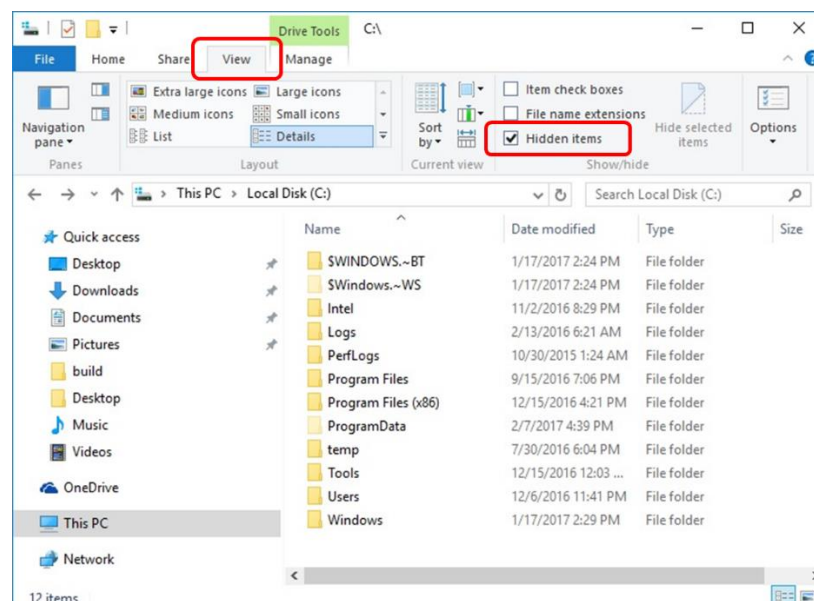 Drive Tools C:\
File Home Share View Manage
Navigation pane
Extra large icons Large icons
Medium icons Small icons
List Details
Sort by
Item check boxes
File name extensions
Hidden items
Hide selected items
Options
Panes Layout Current view Show/hide
This PC > Local Disk (C:)
Search Local Disk (C:)
Quick access
Desktop
Downloads
Documents
Pictures
build
Desktop
Music
Videos
OneDrive
This PC
Network
Name Date modified Type Size
$WINDOWS.~BT 1/17/2017 2:24 PM File folder
$Windows.~WS 1/17/2017 2:24 PM File folder
Intel 11/2/2016 8:29 PM File folder
Logs 2/13/2016 6:21 AM File folder
PerfLogs 10/30/2015 1:24 AM File folder
Program Files 9/15/2016 7:06 PM File folder
Program Files (x86) 12/15/2016 4:21 PM File folder
ProgramData 2/7/2017 4:39 PM File folder
temp 7/30/2016 6:04 PM File folder
Tools 12/15/2016 12:03 ... File folder
Users 12/6/2016 11:41 PM File folder
Windows 1/17/2017 2:29 PM File folder
12 items